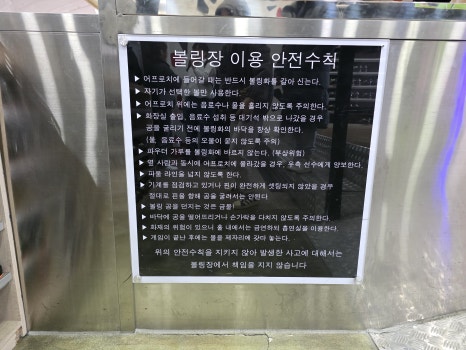 볼링장 이용 안전수칙
▶ 어프로치에 들어갈 때는 반드시 볼링화를 갈아 신는다.
▶ 자기가 선택한 볼만 사용한다.
▶ 어프로치 위에는 음료수나 물을 흘리지 않도록 주의한다.
▶ 화장실 출입, 음료수 섭취 등 대기석 밖으로 나갔을 경우
공을 굴리기 전에 볼링화의 바닥을 항상 확인한다.
(물, 음료수 등의 오물이 묻지 않도록 주의)
▶ 파우더 가루를 볼링화에 바르지 않는다. (부상위험)
▶ 옆 사람과 동시에 어프로치에 올라갔을 경우, 우측 선수에게 양보한다.
▶ 파울 라인을 넘지 않도록 한다.
▶ 기계를 점검하고 있거나 핀이 완전하게 셋팅되지 않았을 경우
절대로 핀을 향해 공을 굴려서는 안된다
▶ 볼링 공을 던지는 것은 금물!
▶ 바닥에 공을 떨어뜨리거나 손가락을 다치지 않도록 주의한다.
▶ 화재의 위험이 있으니 홀 내에서는 금연하되 흡연실을 이용한다.
▶ 게임이 끝난 후에는 볼을 제자리에 갖다 놓는다.
위의 안전수칙을 지키지 않아 발생한 사고에 대해서는
볼링장에서 책임을 지지 않습니다